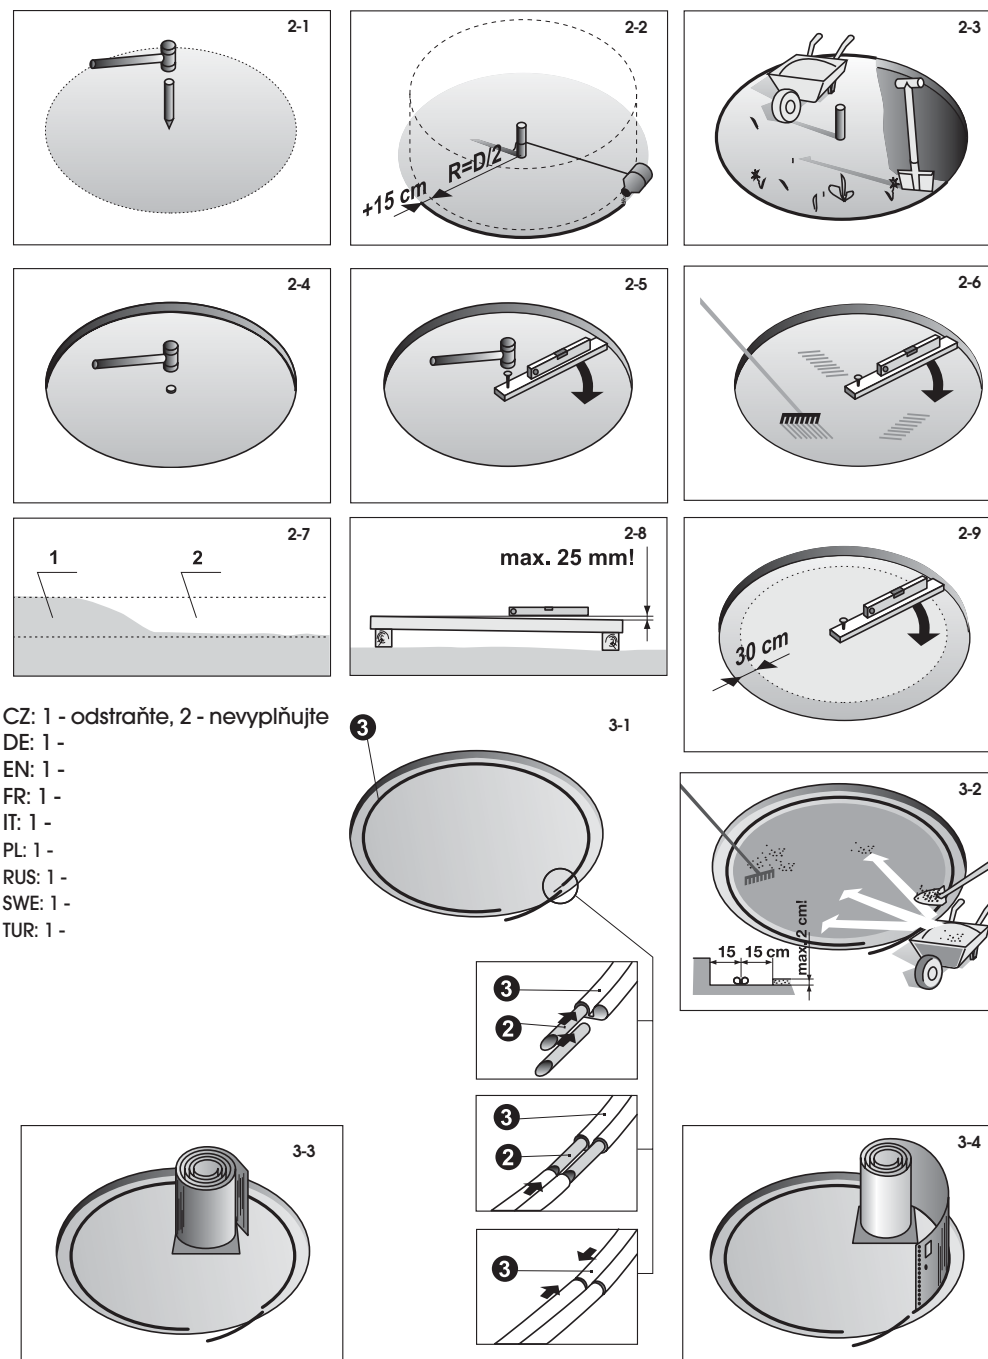 2-1
2-2
R=D/2
+15 cm
2-3
2-4
2-5
2-6
2-7
1
2
2-8
max. 25 mm!
2-9
30 cm
CZ: 1 - odstraňte, 2 - nevyplňujte
DE: 1 -
EN: 1 -
FR: 1 -
IT: 1 -
PL: 1 -
RUS: 1 -
SWE: 1 -
TUR: 1 -
3
3-1
3-2
15
15 cm
max. 2 cm!
3
2
3
2
3
3-3
3-4